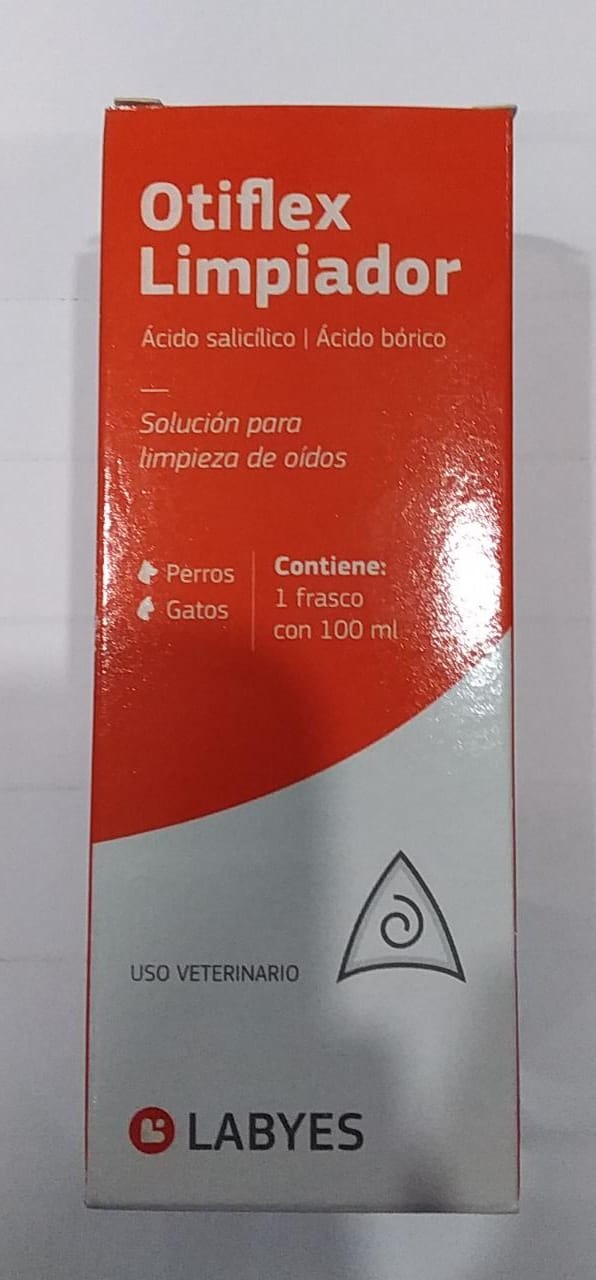 Otiflex
Limpiador
Ácido salicílico | Ácido bórico
Solución para
limpieza de oídos
Perros
Gatos
Contiene:
1 frasco
con 100 ml
USO VETERINARIO
LABYES